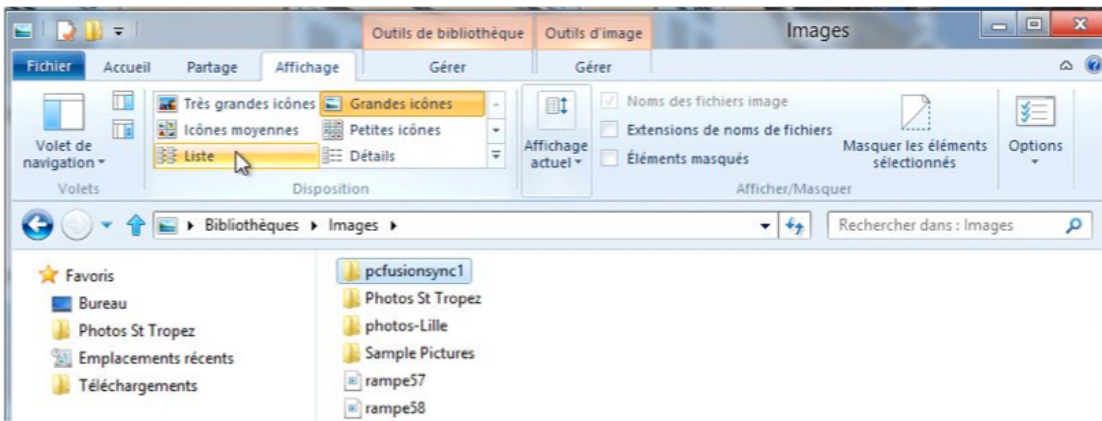 Outils de bibliothèque Outils d'image Images
Fichier Accueil Partage Affichage Gérer Gérer
Très grandes icônes Grandes icônes Noms des fichiers image
Icônes moyennes Petites icônes Extensions de noms de fichiers
Liste Détails Éléments masqués
Volet de navigation
Affichage actuel
Masquer les éléments sélectionnés
Options
Volets Disposition Afficher/Masquer
Bibliothèques Images Rechercher dans : Images
Favoris
Bureau
Photos St Tropez
Emplacements récents
Téléchargements
pcfusionsync1
Photos St Tropez
photos-Lille
Sample Pictures
rampe57
rampe58